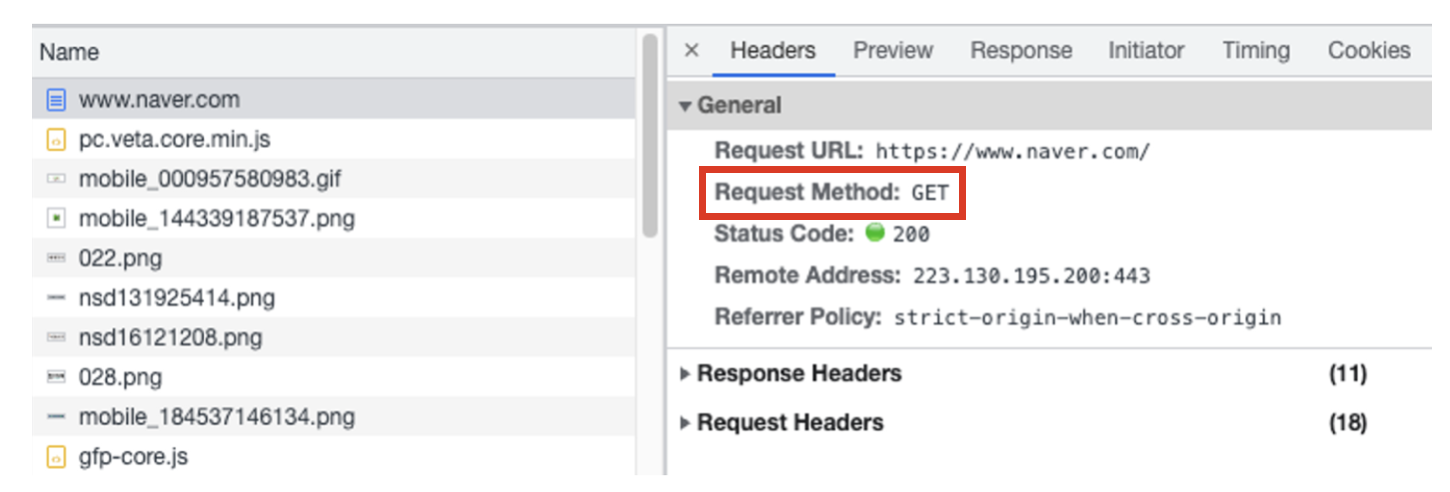 Name
www.naver.com
pc.veta.core.min.js
mobile_000957580983.gif
mobile_144339187537.png
022.png
nsd131925414.png
nsd16121208.png
028.png
mobile_184537146134.png
gfp-core.js
× Headers Preview Response Initiator Timing Cookies
▼ General
Request URL: https://www.naver.com/
Request Method: GET
Status Code: 200
Remote Address: 223.130.195.200:443
Referrer Policy: strict-origin-when-cross-origin
▶ Response Headers (11)
▶ Request Headers (18)